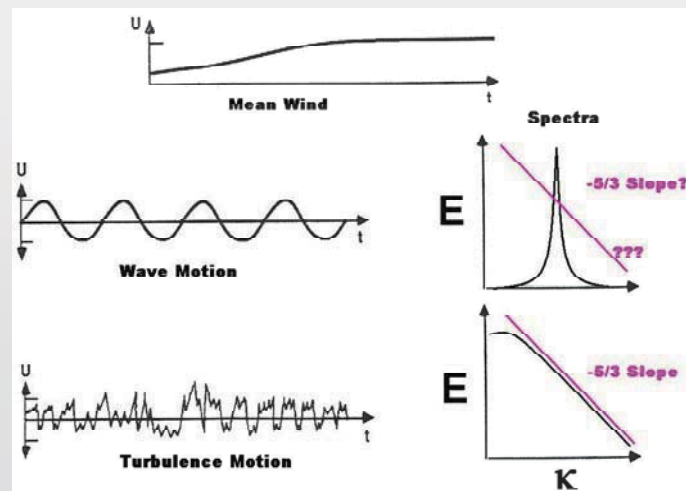 U
t
Mean Wind
Spectra
U
t
Wave Motion
E
-5/3 Slope?
???
U
t
Turbulence Motion
E
-5/3 Slope
κ